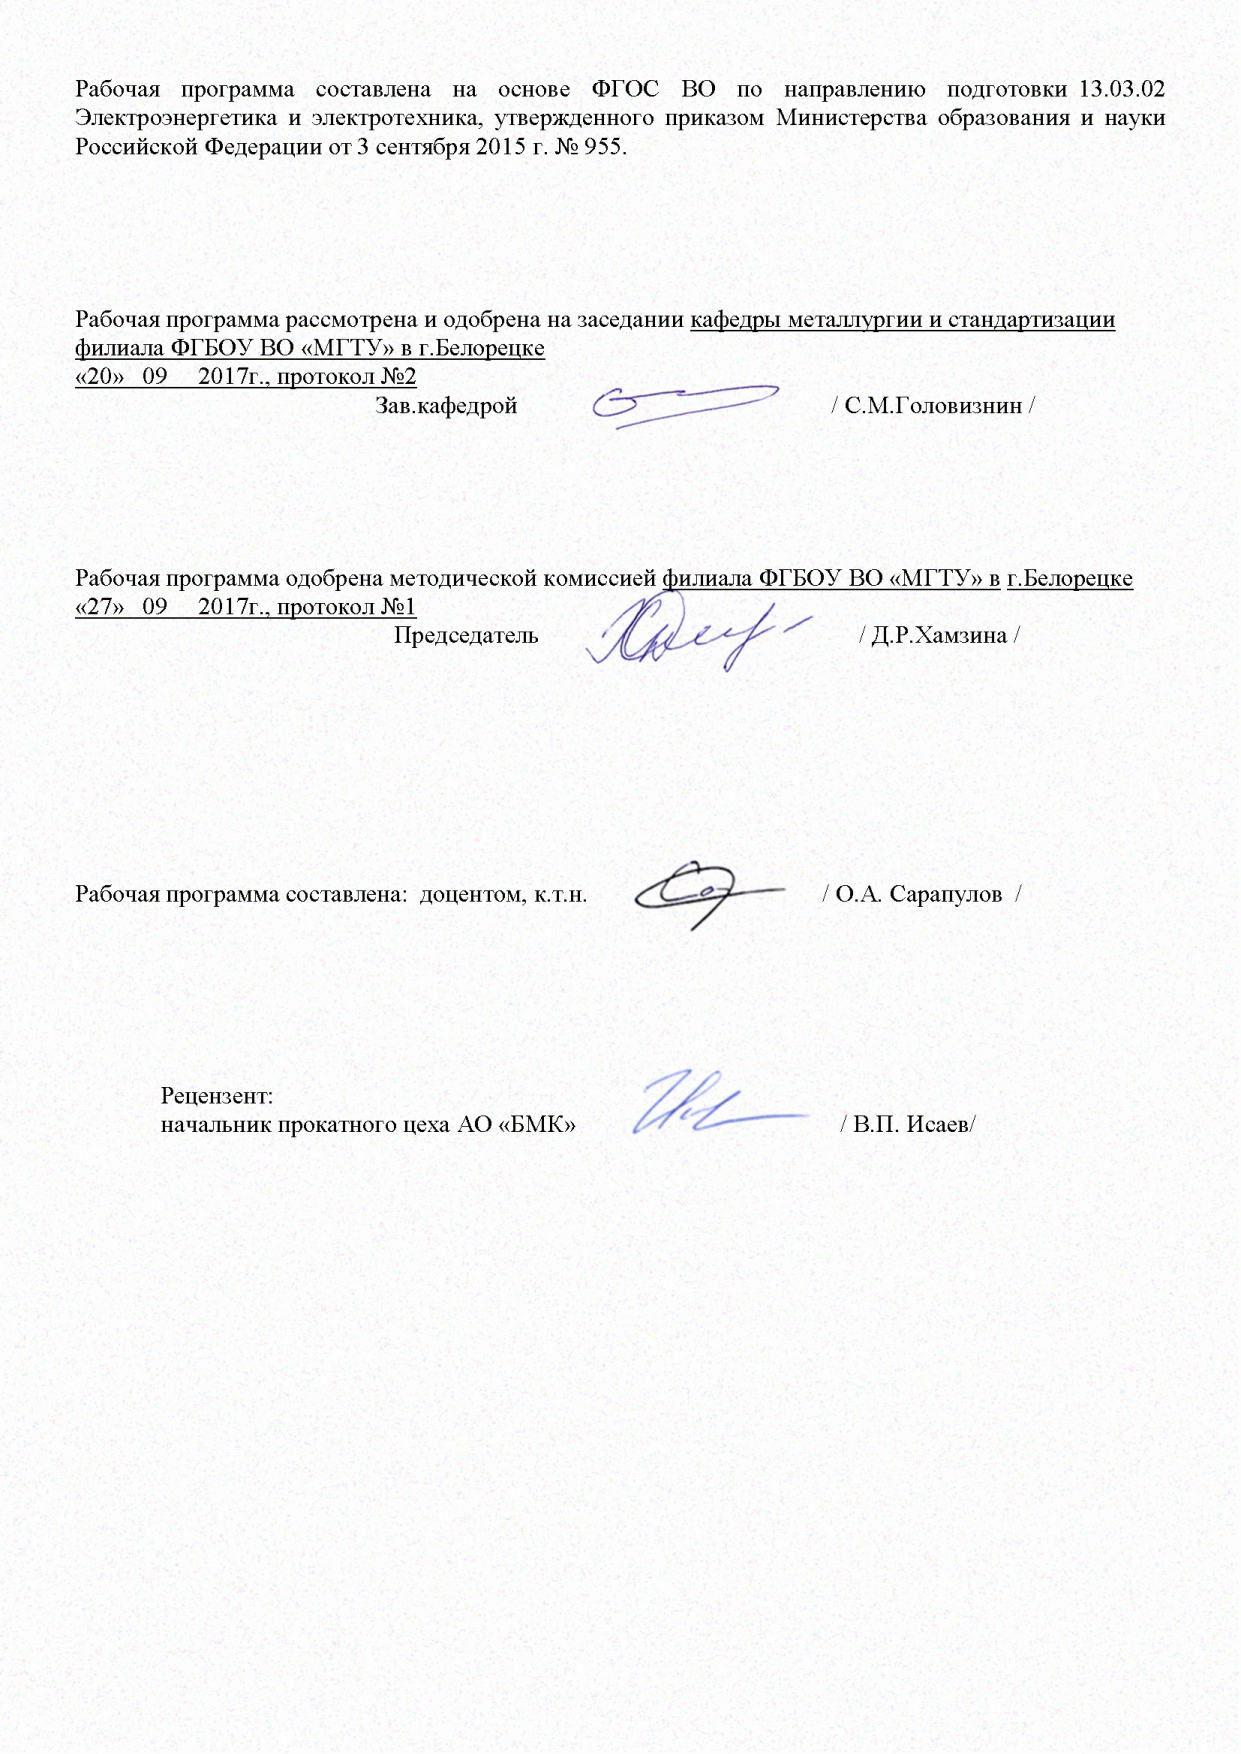 Рабочая программа составлена на основе ФГОС ВО по направлению подготовки 13.03.02
Электроэнергетика и электротехника, утвержденного приказом Министерства образования и науки
Российской Федерации от 3 сентября 2015 г. № 955.
Рабочая программа рассмотрена и одобрена на заседании кафедры металлургии и стандартизации
филиала ФГБОУ ВО «МГТУ» в г.Белорецке
«20» 09 2017г., протокол №2
Зав.кафедрой / С.М.Головизнин /
Рабочая программа одобрена методической комиссией филиала ФГБОУ ВО «МГТУ» в г.Белорецке
«27» 09 2017г., протокол №1
Председатель / Д.Р.Хамзина /
Рабочая программа составлена: доцентом, к.т.н. / О.А. Сарапулов /
Рецензент:
начальник прокатного цеха АО «БМК» / В.П. Исаев/